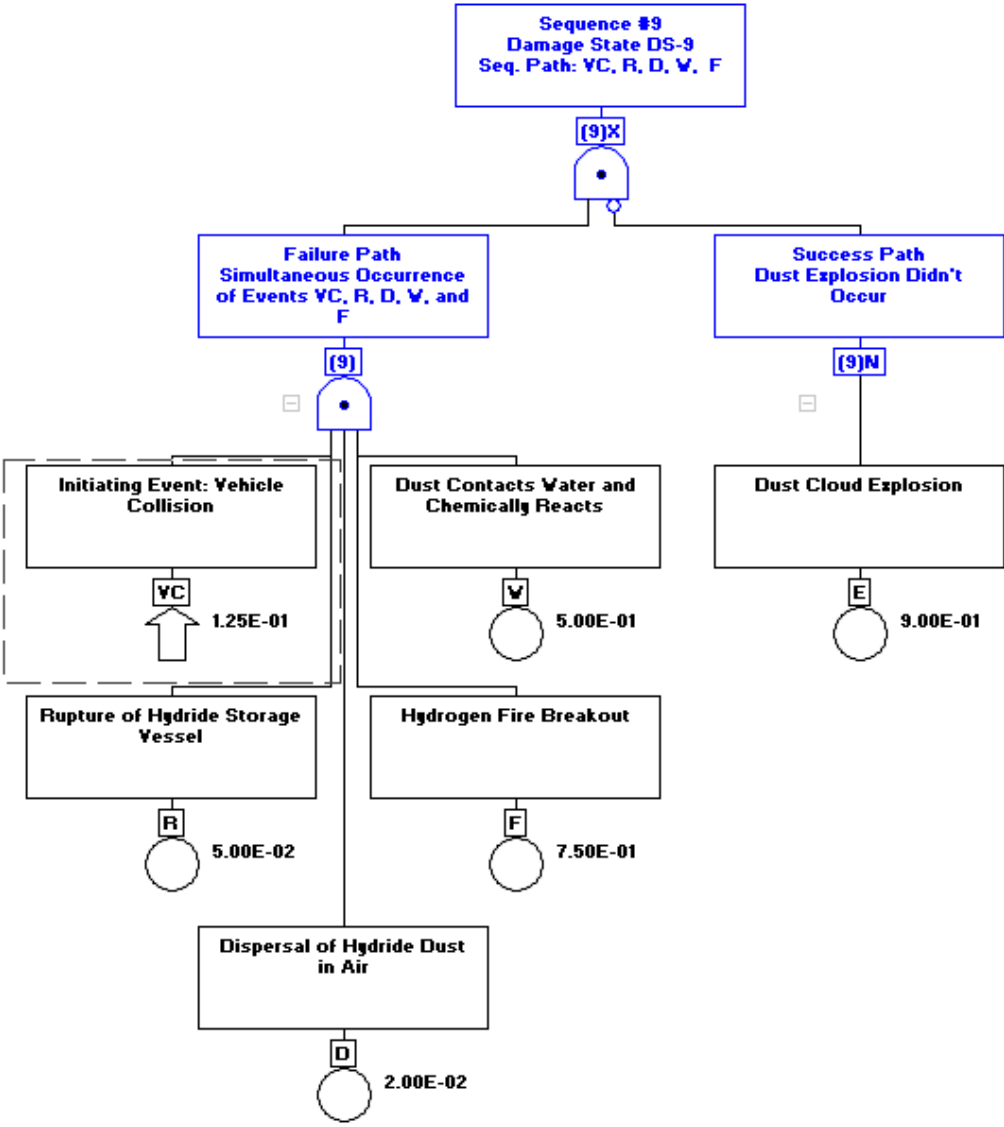 Sequence #9
Damage State DS-9
Seq. Path: VC, R, D, W, F
(9)X
Failure Path
Simultaneous Occurrence
of Events VC, R, D, W, and
F
(9)
Success Path
Dust Explosion Didn't
Occur
(9)N
Initiating Event: Vehicle
Collision
VC
1.25E-01
Dust Contacts Water and
Chemically Reacts
W
5.00E-01
Dust Cloud Explosion
E
9.00E-01
Rupture of Hydride Storage
Vessel
R
5.00E-02
Hydrogen Fire Breakout
F
7.50E-01
Dispersal of Hydride Dust
in Air
D
2.00E-02